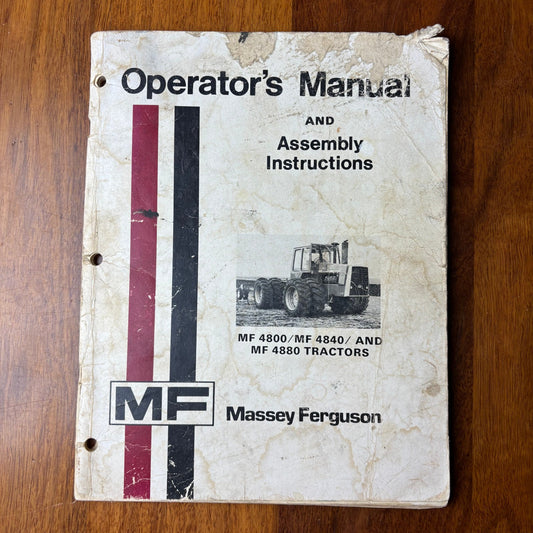 Operator's Manual
AND
Assembly
Instructions
MF 4800/MF 4840/ AND
MF 4880 TRACTORS
MF
Massey Ferguson